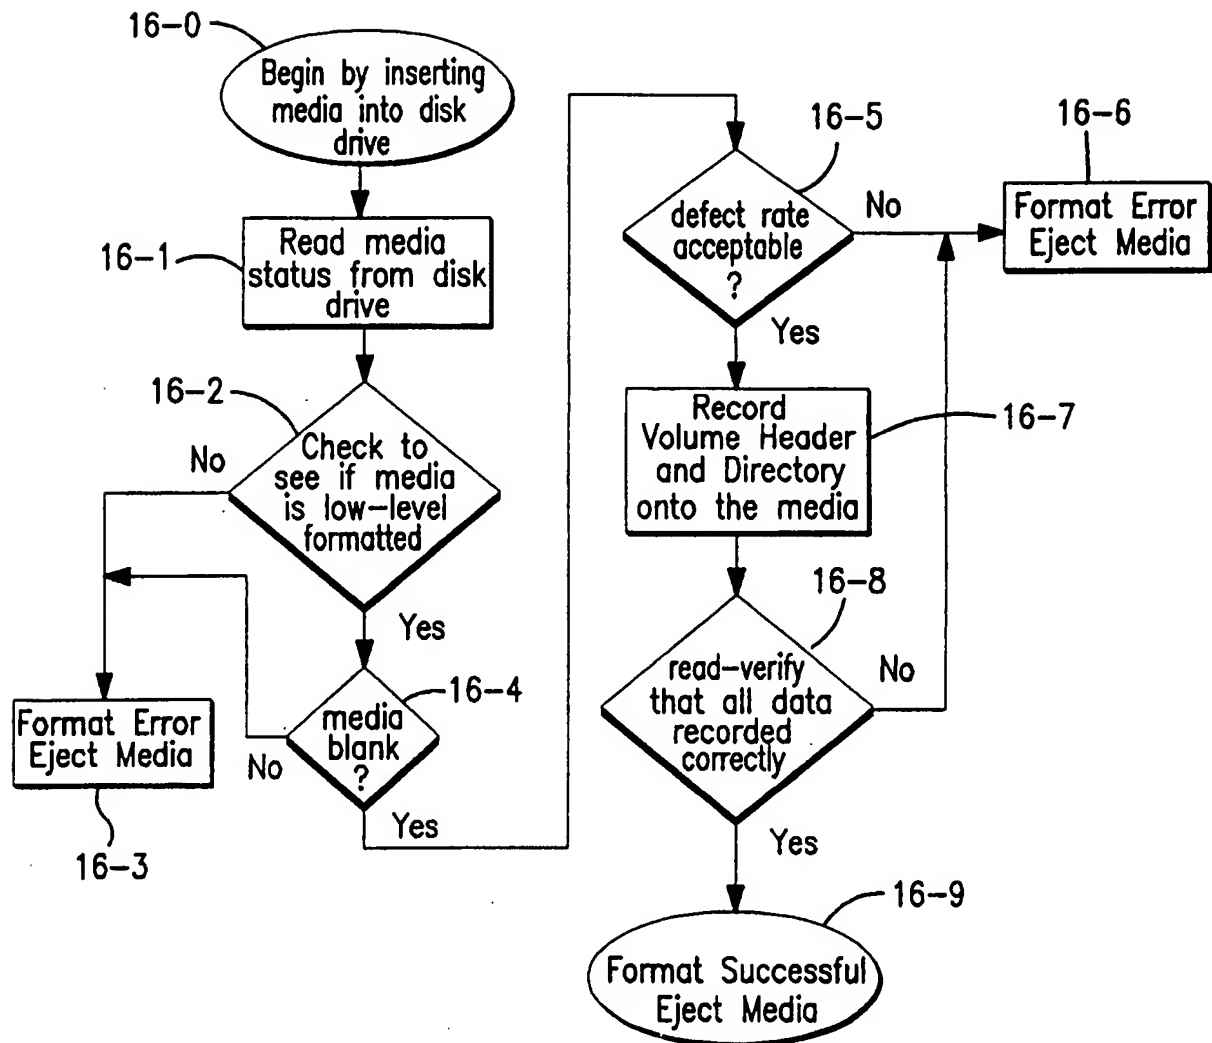 16-0
Begin by inserting
media into disk
drive
16-1
Read media
status from disk
drive
16-2
Check to
see if media
is low-level
formatted
No
Yes
16-3
Format Error
Eject Media
16-4
media
blank
?
No
Yes
16-5
defect rate
acceptable
?
No
Yes
16-6
Format Error
Eject Media
16-7
Record
Volume Header
and Directory
onto the media
16-8
read-verify
that all data
recorded
correctly
No
Yes
16-9
Format Successful
Eject Media